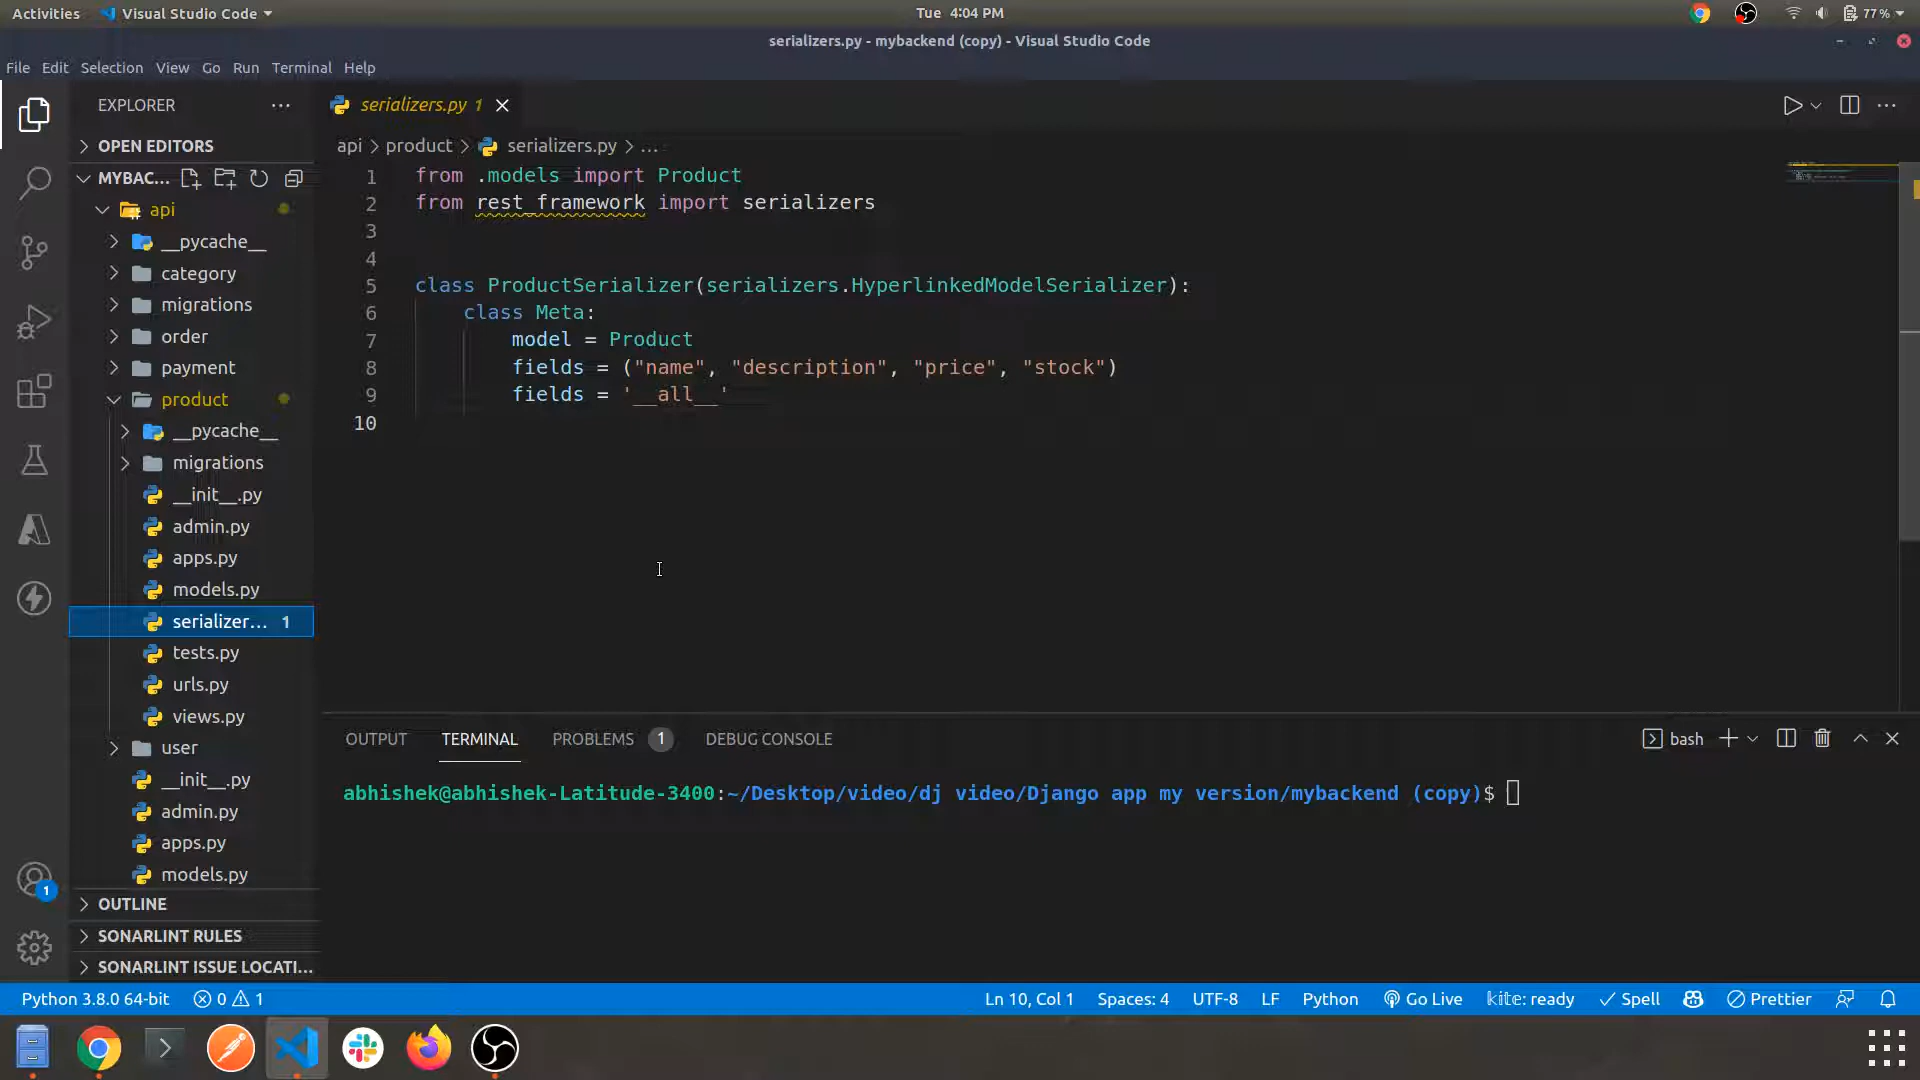 Activities Visual Studio Code Tue 4:04 PM 77%
serializers.py - mybackend (copy) - Visual Studio Code
File Edit Selection View Go Run Terminal Help
EXPLORER
OPEN EDITORS
MYBAC...
api
__pycache__
category
migrations
order
payment
product
__pycache__
migrations
__init__.py
admin.py
apps.py
models.py
serializer... 1
tests.py
urls.py
views.py
user
__init__.py
admin.py
apps.py
models.py
OUTLINE
SONARLINT RULES
SONARLINT ISSUE LOCATI...
1
serializers.py 1
api > product > serializers.py > ...
1 from .models import Product
2 from rest_framework import serializers
3
4
5 class ProductSerializer(serializers.HyperlinkedModelSerializer):
6 class Meta:
7 model = Product
8 fields = ("name", "description", "price", "stock")
9 fields = '__all__'
10
OUTPUT TERMINAL PROBLEMS 1 DEBUG CONSOLE bash
abhishek@abhishek-Latitude-3400:~/Desktop/video/dj video/Django app my version/mybackend (copy)$
Python 3.8.0 64-bit 0 1 Ln 10, Col 1 Spaces: 4 UTF-8 LF Python Go Live kite: ready Spell Prettier